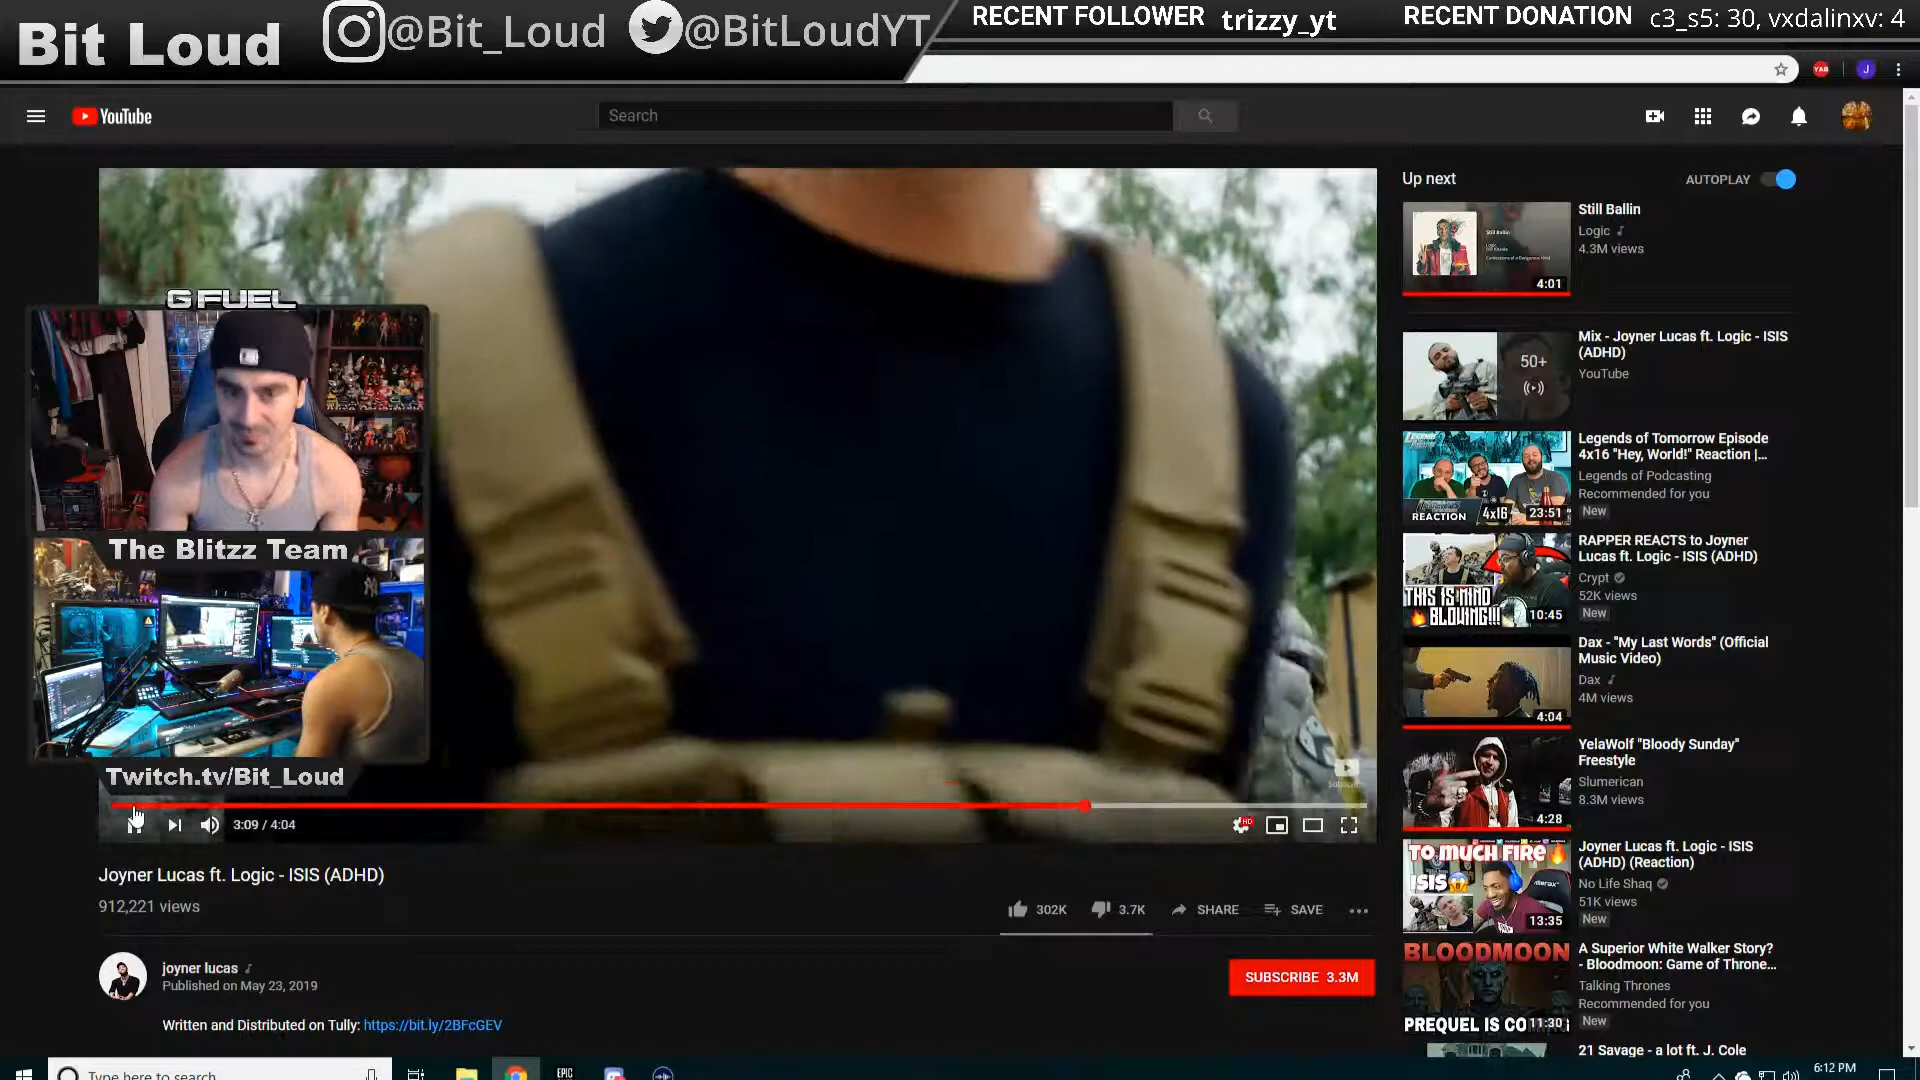 Bit Loud
@Bit_Loud
@BitLoudYT
RECENT FOLLOWER trizzy_yt
RECENT DONATION c3_s5: 30, vxdalinxv: 4
YAB
J
YouTube
Search
G FUEL
The Blitzz Team
Twitch.tv/Bit_Loud
3:09 / 4:04
HD
Joyner Lucas ft. Logic - ISIS (ADHD)
912,221 views
302K
3.7K
SHARE
SAVE
joyner lucas
Published on May 23, 2019
SUBSCRIBE 3.3M
Written and Distributed on Tully: https://bit.ly/2BFcGEV
Up next
AUTOPLAY
Still Ballin
Logic
4.3M views
4:01
Mix - Joyner Lucas ft. Logic - ISIS
(ADHD)
YouTube
50+
Legends of Tomorrow Episode
4x16 "Hey, World!" Reaction |...
Legends of Podcasting
Recommended for you
New
REACTION 4x16 23:51
RAPPER REACTS to Joyner
Lucas ft. Logic - ISIS (ADHD)
Crypt
52K views
New
THIS IS MIND
BLOWING!!!
10:45
Dax - "My Last Words" (Official
Music Video)
Dax
4M views
4:04
YelaWolf "Bloody Sunday"
Freestyle
Slumerican
8.3M views
4:28
Joyner Lucas ft. Logic - ISIS
(ADHD) (Reaction)
No Life Shaq
51K views
New
TO MUCH FIRE
ISIS
13:35
A Superior White Walker Story?
- Bloodmoon: Game of Throne...
Talking Thrones
Recommended for you
New
BLOODMOON
PREQUEL IS CO
11:30
21 Savage - a lot ft. J. Cole
Type here to search
EPIC
6:12 PM